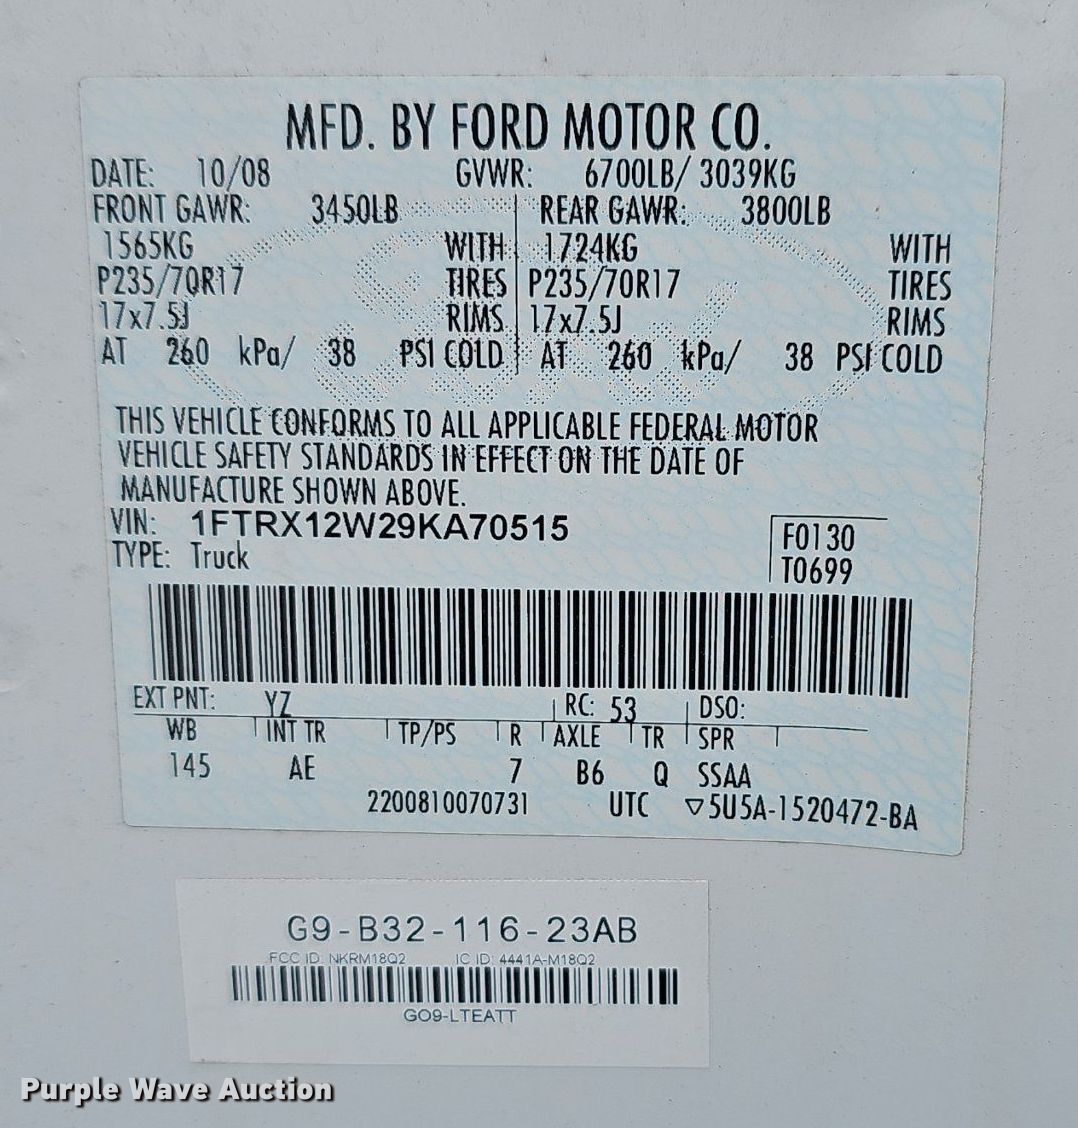 MFD. BY FORD MOTOR CO.
DATE: 10/08 GVWR: 6700LB/ 3039KG
FRONT GAWR: 3450LB REAR GAWR: 3800LB
1565KG WITH 1724KG WITH
P235/70R17 TIRES P235/70R17 TIRES
17x7.5J RIMS 17x7.5J RIMS
AT 260 kPa/ 38 PSI COLD AT 260 kPa/ 38 PSI COLD
THIS VEHICLE CONFORMS TO ALL APPLICABLE FEDERAL MOTOR
VEHICLE SAFETY STANDARDS IN EFFECT ON THE DATE OF
MANUFACTURE SHOWN ABOVE.
VIN: 1FTRX12W29KA70515
F0130
TYPE: Truck
T0699
EXT PNT: YZ RC: 53 DSO:
WB INT TR TP/PS R AXLE TR SPR
145 AE 7 B6 Q SSAA
2200810070731 UTC ▽5U5A-1520472-BA
G9-B32-116-23AB
FCC ID: NKRM18Q2 IC ID: 4441A-M18Q2
GO9-LTEATT
Purple Wave Auction